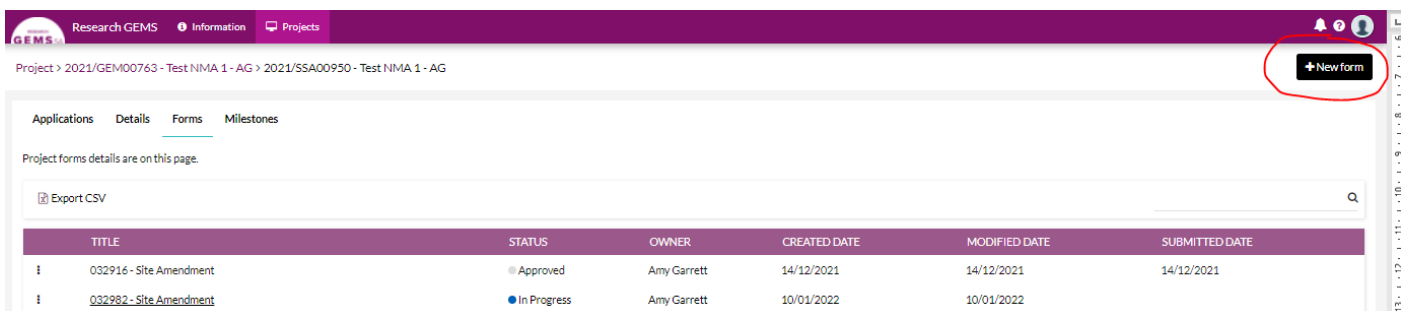 GEMS
Research GEMS Information Projects
Project > 2021/GEM00763 - Test NMA 1 - AG > 2021/SSA00950 - Test NMA 1 - AG
+ New form
Applications Details Forms Milestones
Project forms details are on this page.
Export CSV
TITLE STATUS OWNER CREATED DATE MODIFIED DATE SUBMITTED DATE
032916 - Site Amendment Approved Amy Garrett 14/12/2021 14/12/2021 14/12/2021
032982 - Site Amendment In Progress Amy Garrett 10/01/2022 10/01/2022